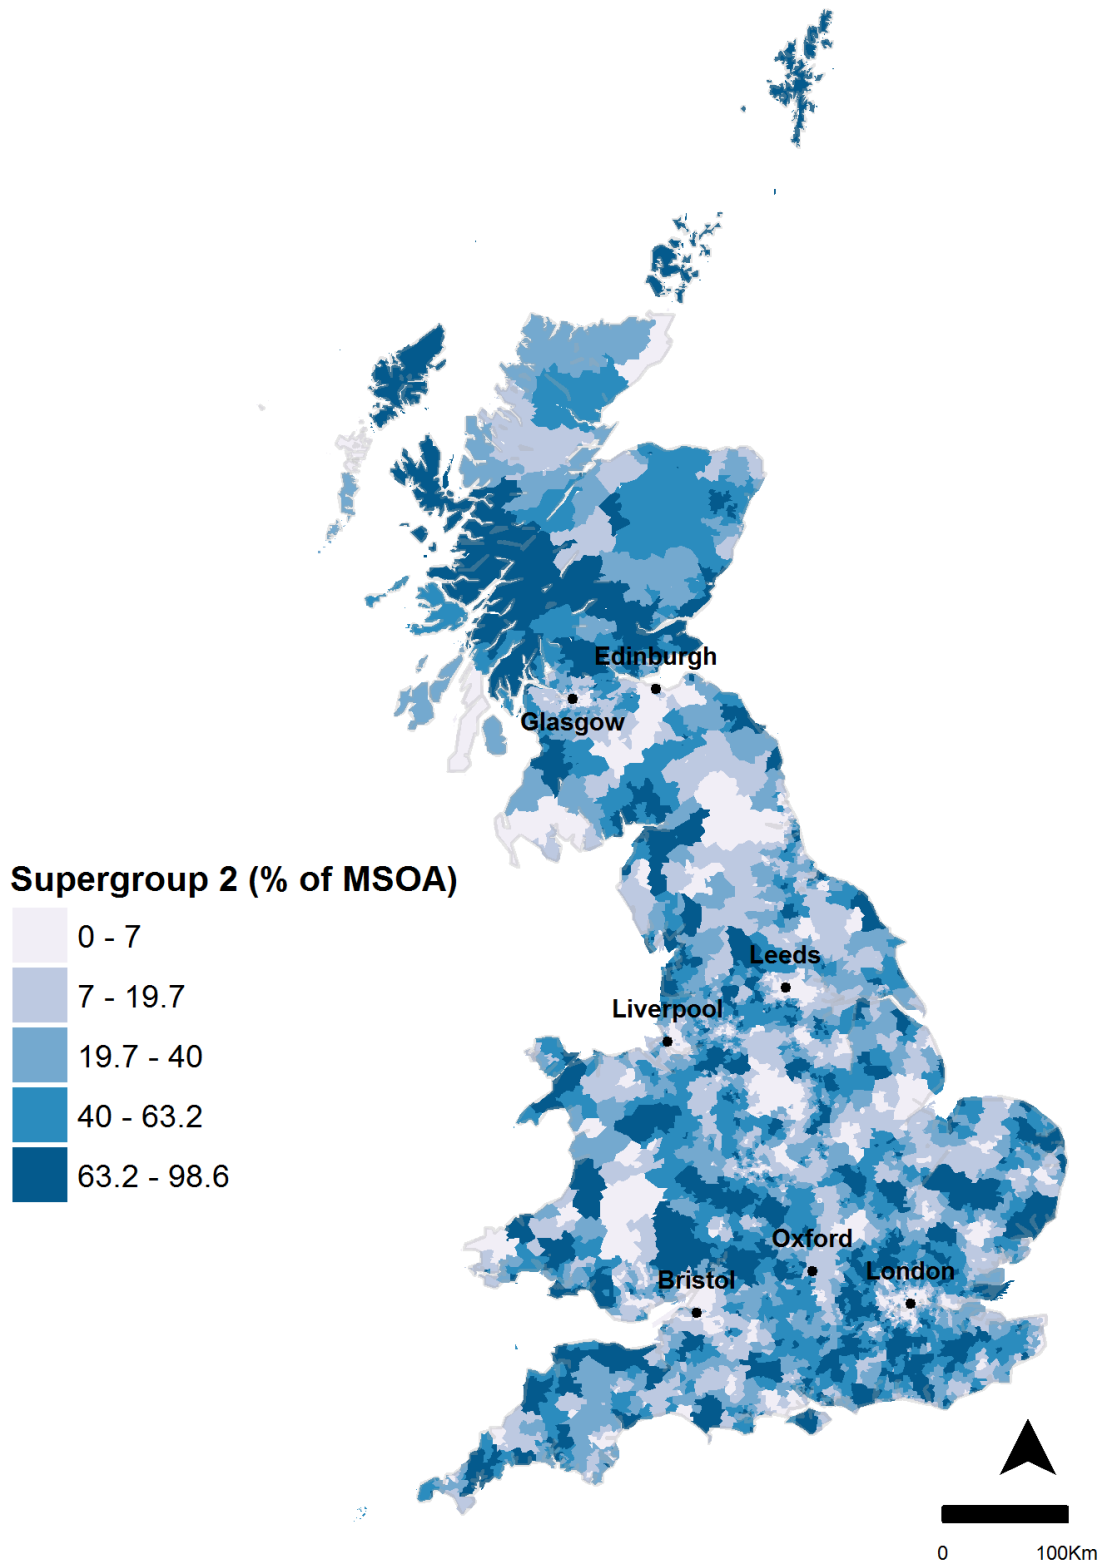 Edinburgh
Glasgow
Supergroup 2 (% of MSOA)
0 - 7
7 - 19.7
19.7 - 40
40 - 63.2
63.2 - 98.6
Leeds
Liverpool
Oxford
London
Bristol
0 100Km